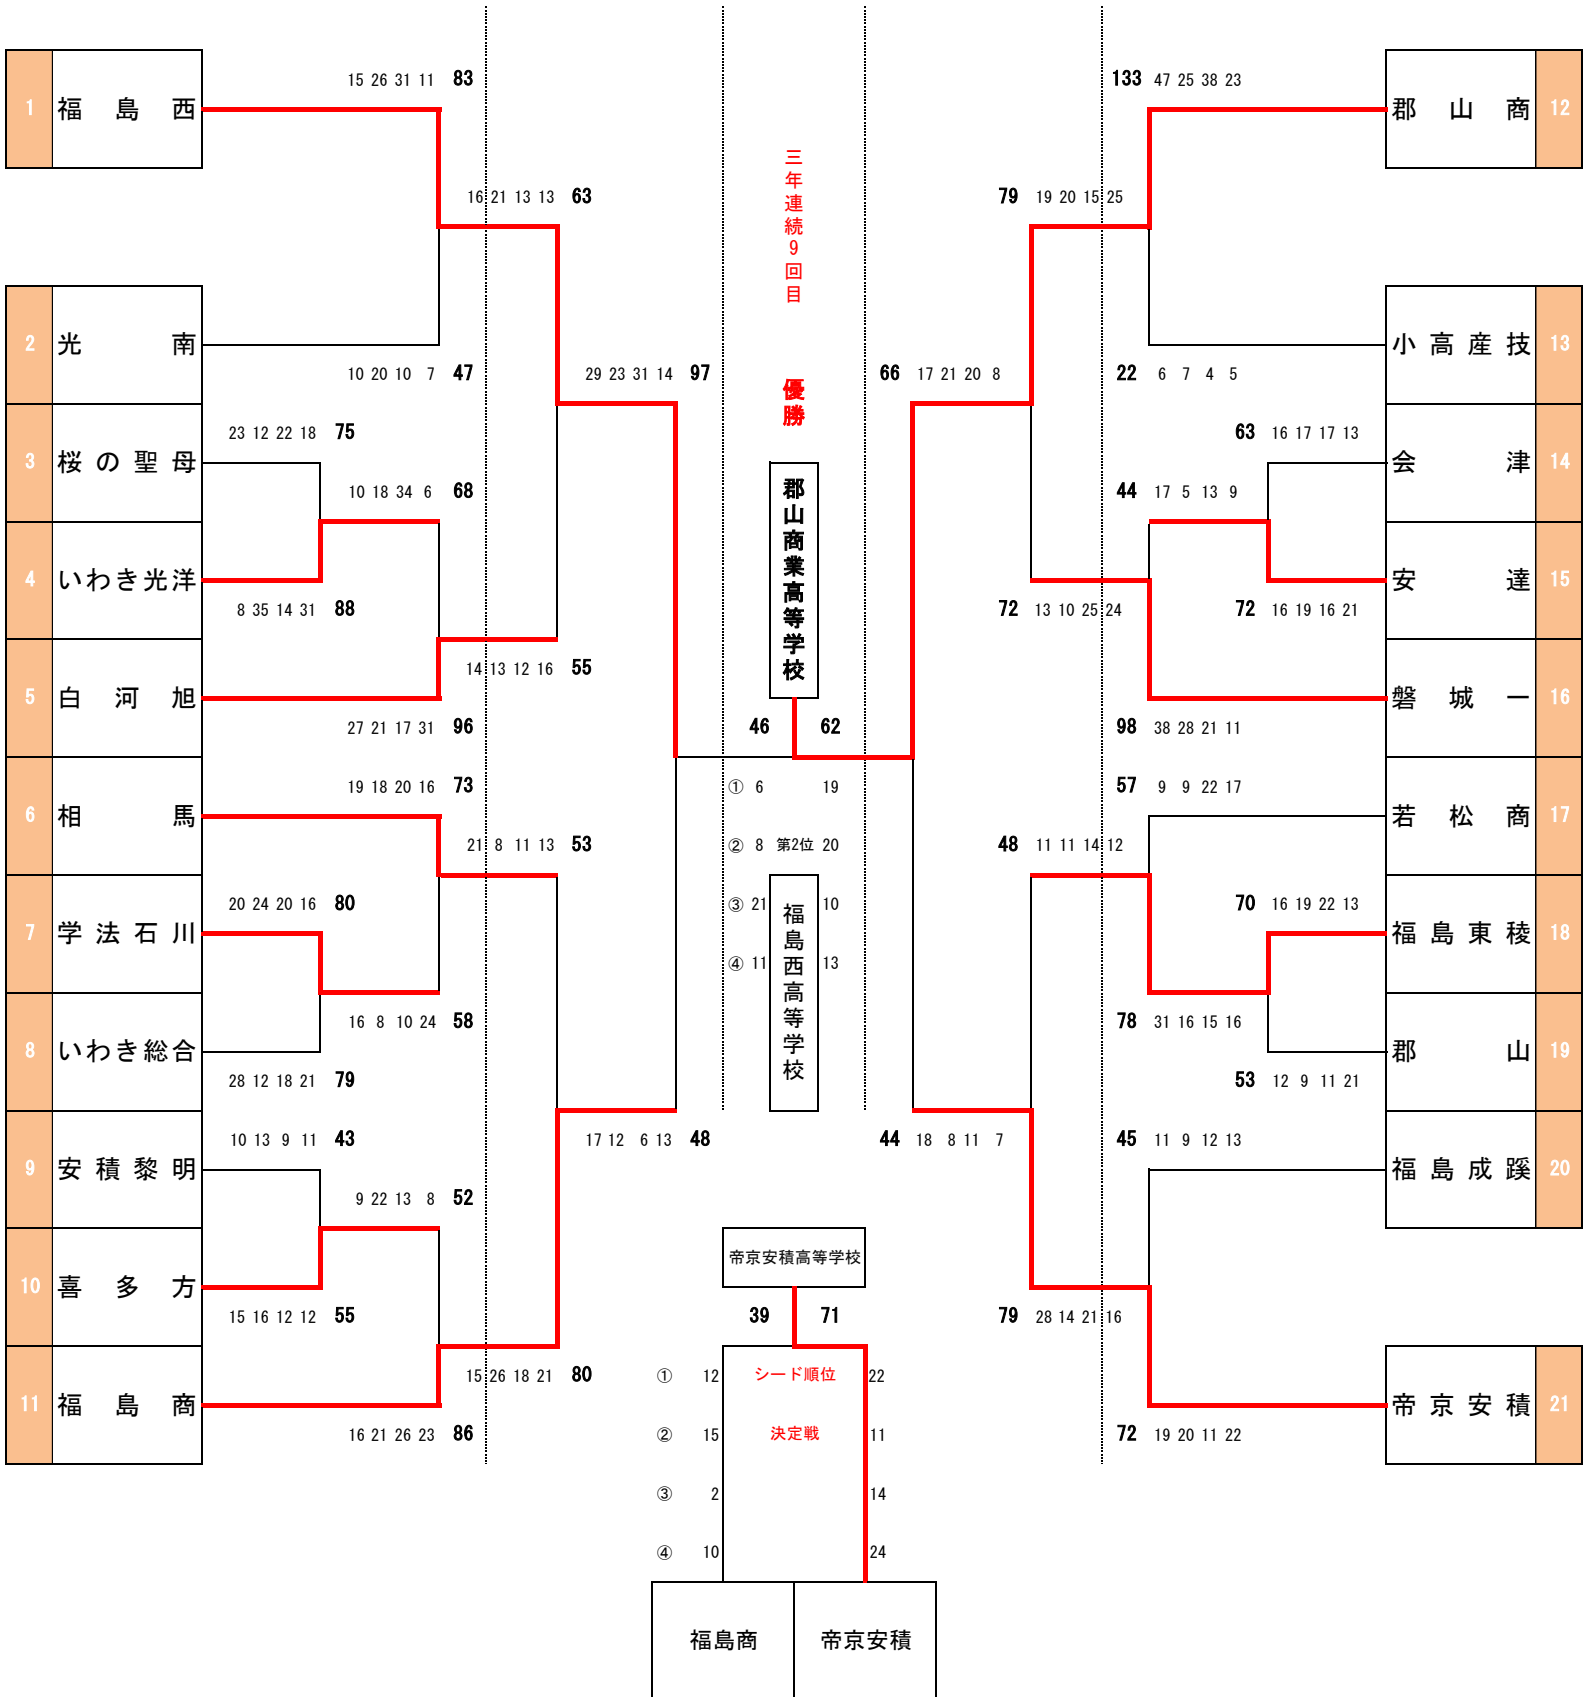 15 26 31 11 83
133 47 25 38 23
1 福島西
郡山商 12
三年連続9回目
16 21 13 13 63
79 19 20 15 25
2 光南
小高産技 13
10 20 10 7 47
29 23 31 14 97
優勝
66 17 21 20 8
22 6 7 4 5
23 12 22 18 75
63 16 17 17 13
3 桜の聖母
会津 14
10 18 34 6 68
郡山商業高等学校
44 17 5 13 9
4 いわき光洋
安達 15
8 35 14 31 88
72 13 10 25 24
72 16 19 16 21
14 13 12 16 55
5 白河旭
磐城一 16
27 21 17 31 96
46 62
98 38 28 21 11
19 18 20 16 73
① 6 19
57 9 9 22 17
6 相馬
若松商 17
21 8 11 13 53
② 8 第2位 20
48 11 11 14 12
20 24 20 16 80
③ 21 10
70 16 19 22 13
7 学法石川
福島西高等学校
福島東稜 18
④ 11 13
16 8 10 24 58
78 31 16 15 16
8 いわき総合
郡山 19
28 12 18 21 79
53 12 9 11 21
10 13 9 11 43
17 12 6 13 48
44 18 8 11 7
45 11 9 12 13
9 安積黎明
福島成蹊 20
9 22 13 8 52
帝京安積高等学校
10 喜多方
15 16 12 12 55
39 71
79 28 14 21 16
15 26 18 21 80
① 12 シード順位 22
11 福島商
帝京安積 21
16 21 26 23 86
② 15 決定戦 11
72 19 20 11 22
③ 2 14
④ 10 24
福島商 帝京安積